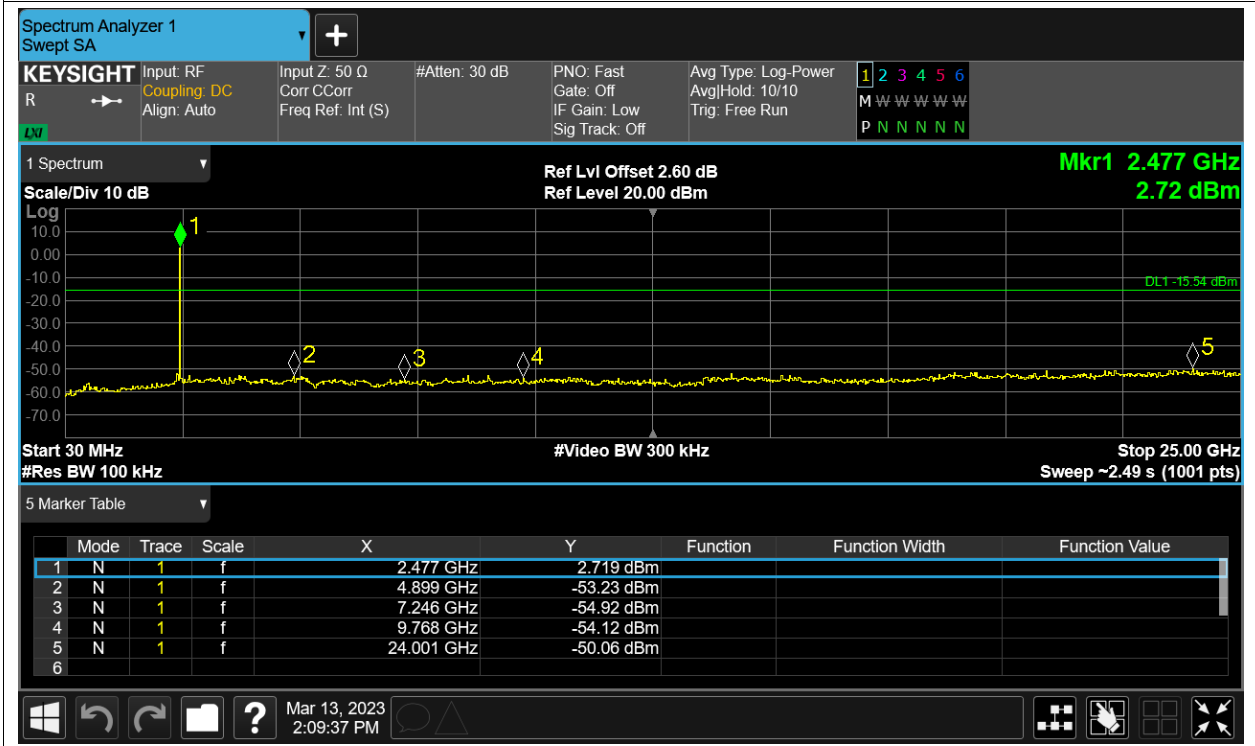 Spectrum Analyzer 1
Swept SA
KEYSIGHT
R
LXI
Input: RF
Coupling: DC
Align: Auto
Input Z: 50 Ω
Corr CCorr
Freq Ref: Int (S)
#Atten: 30 dB
PNO: Fast
Gate: Off
IF Gain: Low
Sig Track: Off
Avg Type: Log-Power
Avg|Hold: 10/10
Trig: Free Run
1 2 3 4 5 6
M W W W W W
P N N N N N
1 Spectrum
Scale/Div 10 dB
Ref Lvl Offset 2.60 dB
Ref Level 20.00 dBm
Mkr1 2.477 GHz
2.72 dBm
Log
10.0
0.00
-10.0
-20.0
-30.0
-40.0
-50.0
-60.0
-70.0
1
2
3
4
5
DL1 -15.54 dBm
Start 30 MHz
#Res BW 100 kHz
#Video BW 300 kHz
Stop 25.00 GHz
Sweep ~2.49 s (1001 pts)
5 Marker Table
Mode Trace Scale X Y Function Function Width Function Value
1 N 1 f 2.477 GHz 2.719 dBm
2 N 1 f 4.899 GHz -53.23 dBm
3 N 1 f 7.246 GHz -54.92 dBm
4 N 1 f 9.768 GHz -54.12 dBm
5 N 1 f 24.001 GHz -50.06 dBm
6
?
Mar 13, 2023
2:09:37 PM